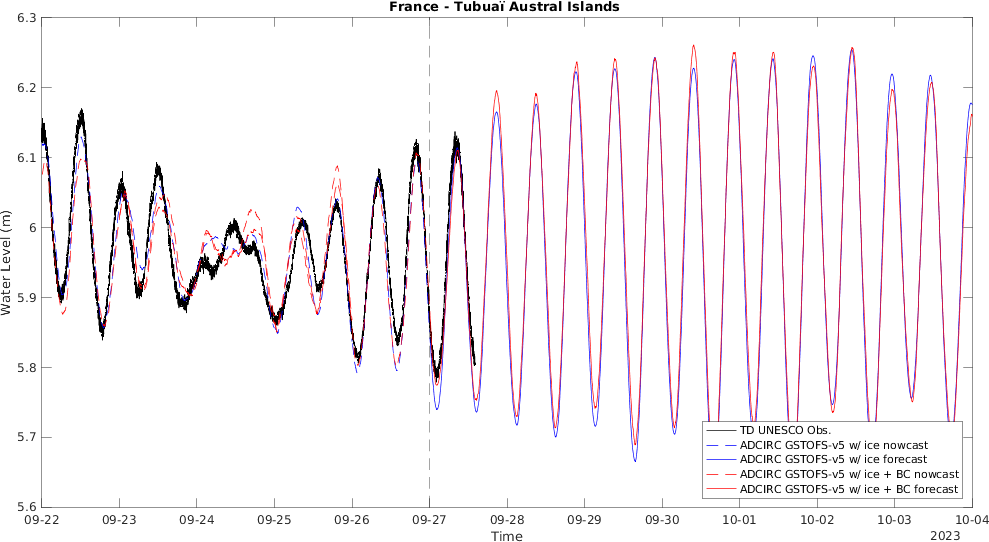 France - Tubuaï Austral Islands
Water Level (m)
6.3
6.2
6.1
6
5.9
5.8
5.7
5.6
TD UNESCO Obs.
ADCIRC GSTOFS-v5 w/ ice nowcast
ADCIRC GSTOFS-v5 w/ ice forecast
ADCIRC GSTOFS-v5 w/ ice + BC nowcast
ADCIRC GSTOFS-v5 w/ ice + BC forecast
09-22 09-23 09-24 09-25 09-26 09-27 09-28 09-29 09-30 10-01 10-02 10-03 10-04
Time
2023